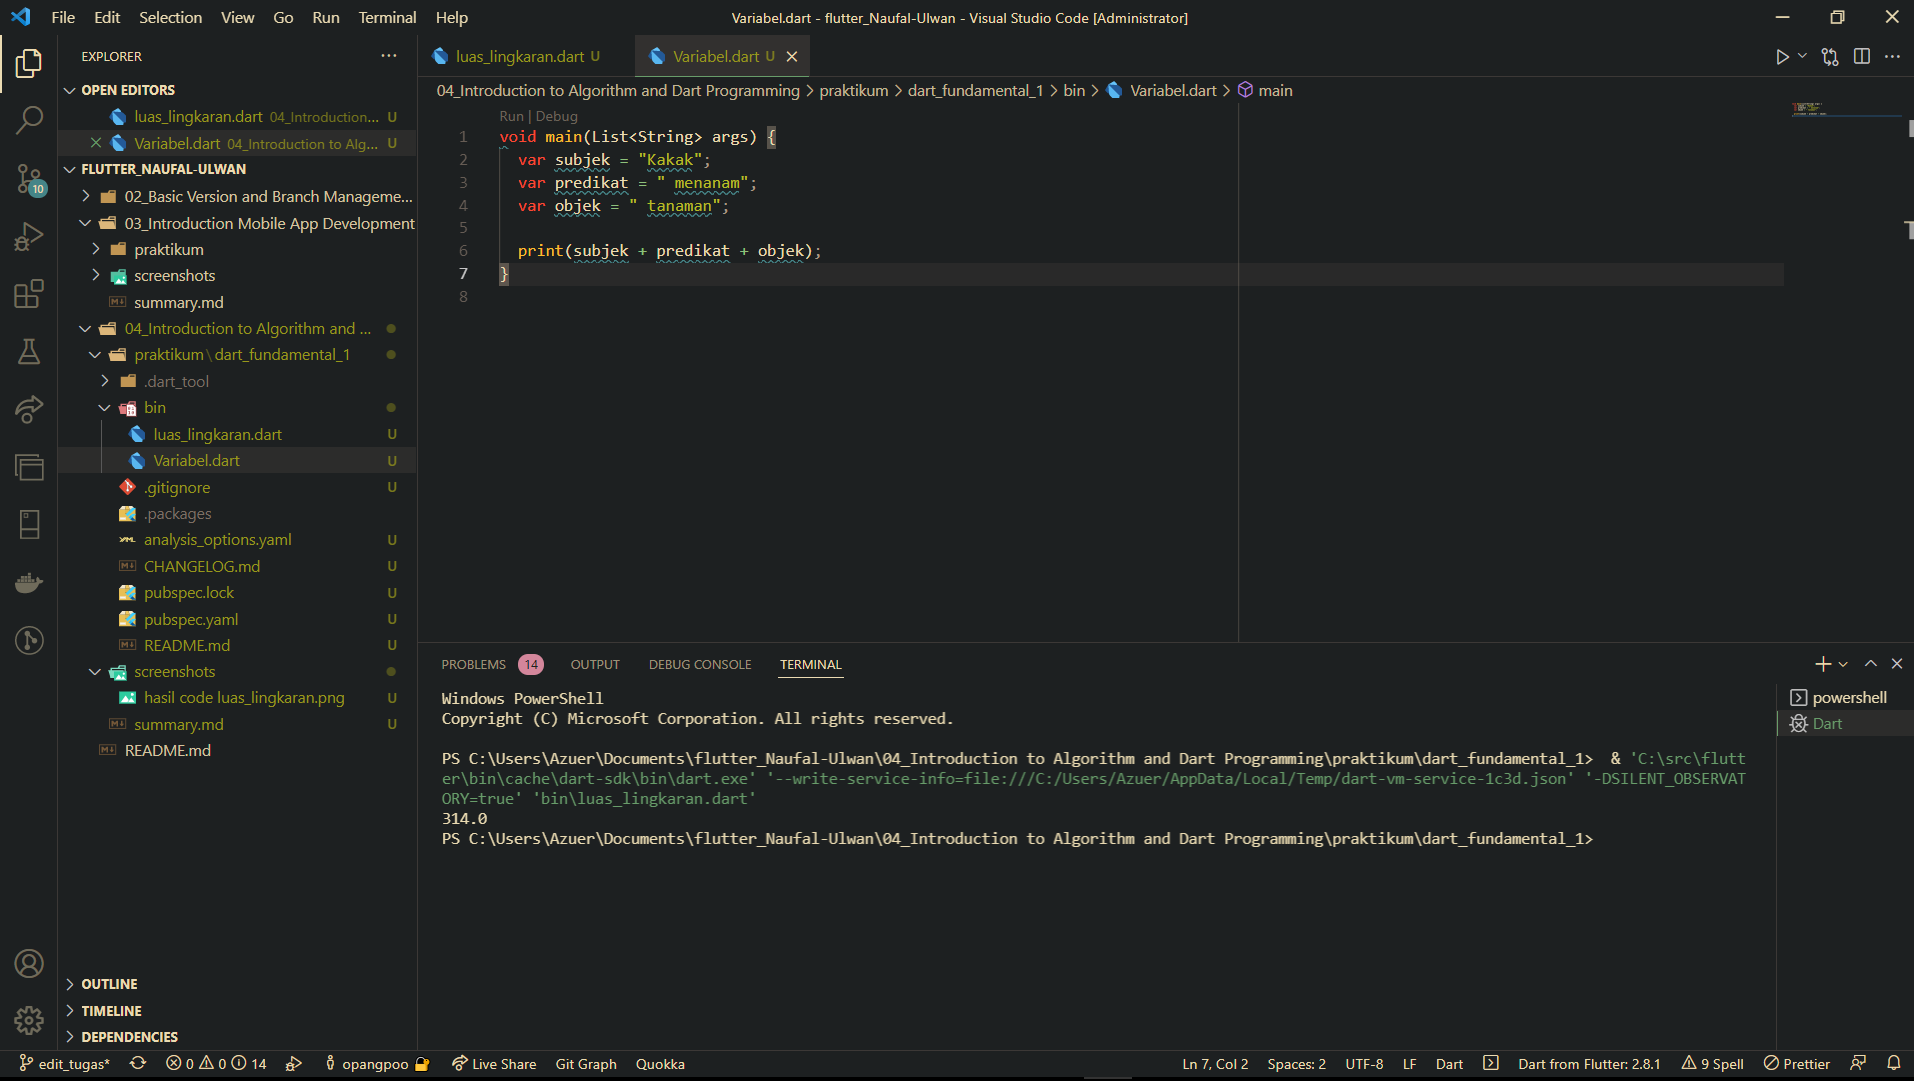 File Edit Selection View Go Run Terminal Help
Variabel.dart - flutter_Naufal-Ulwan - Visual Studio Code [Administrator]
EXPLORER
OPEN EDITORS
luas_lingkaran.dart 04_Introduction... U
Variabel.dart 04_Introduction to Alg... U
FLUTTER_NAUFAL-ULWAN
02_Basic Version and Branch Manageme...
03_Introduction Mobile App Development
praktikum
screenshots
summary.md
04_Introduction to Algorithm and ...
praktikum\dart_fundamental_1
.dart_tool
bin
luas_lingkaran.dart U
Variabel.dart U
.gitignore U
.packages
analysis_options.yaml U
CHANGELOG.md U
pubspec.lock U
pubspec.yaml U
README.md U
screenshots
hasil code luas_lingkaran.png U
summary.md U
README.md
OUTLINE
TIMELINE
DEPENDENCIES
10
luas_lingkaran.dart U
Variabel.dart U
04_Introduction to Algorithm and Dart Programming > praktikum > dart_fundamental_1 > bin > Variabel.dart > main
Run | Debug
1 void main(List<String> args) {
2 var subjek = "Kakak";
3 var predikat = " menanam";
4 var objek = " tanaman";
5
6 print(subjek + predikat + objek);
7 }
8
PROBLEMS 14 OUTPUT DEBUG CONSOLE TERMINAL
Windows PowerShell
Copyright (C) Microsoft Corporation. All rights reserved.
PS C:\Users\Azuer\Documents\flutter_Naufal-Ulwan\04_Introduction to Algorithm and Dart Programming\praktikum\dart_fundamental_1>  & 'C:\src\flutt
er\bin\cache\dart-sdk\bin\dart.exe' '--write-service-info=file:///C:/Users/Azuer/AppData/Local/Temp/dart-vm-service-1c3d.json' '-DSILENT_OBSERVAT
ORY=true' 'bin\luas_lingkaran.dart'
314.0
PS C:\Users\Azuer\Documents\flutter_Naufal-Ulwan\04_Introduction to Algorithm and Dart Programming\praktikum\dart_fundamental_1>
powershell
Dart
edit_tugas* 0 0 14 opangpoo Live Share Git Graph Quokka
Ln 7, Col 2 Spaces: 2 UTF-8 LF Dart Dart from Flutter: 2.8.1 9 Spell Prettier